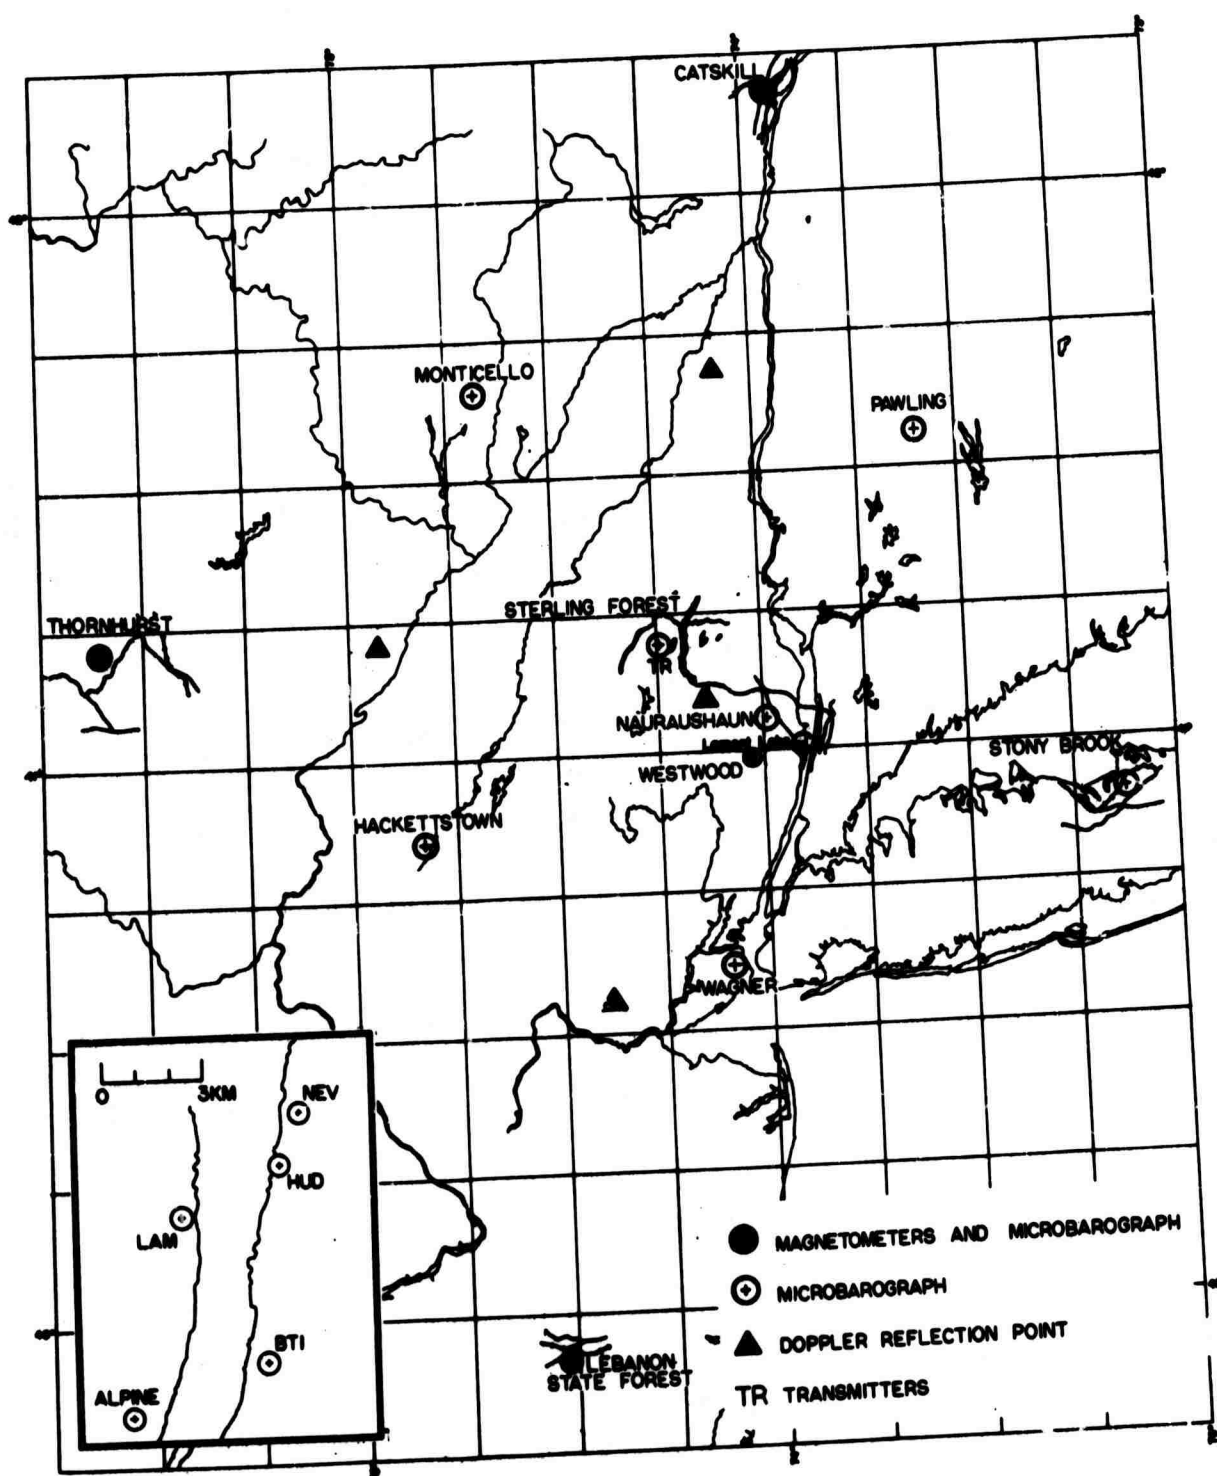 CATSKILL
MONTICELLO
PAWLING
STERLING FOREST
THORNHURST
TR
NAURAUSHAUN
WESTWOOD
STONY BROOK
HACKETTSTOWN
WAGNER
0 3KM
NEV
HUD
LAM
BTI
ALPINE
MAGNETOMETERS AND MICROBAROGRAPH
MICROBAROGRAPH
DOPPLER REFLECTION POINT
TR TRANSMITTERS
LEBANON
STATE FOREST